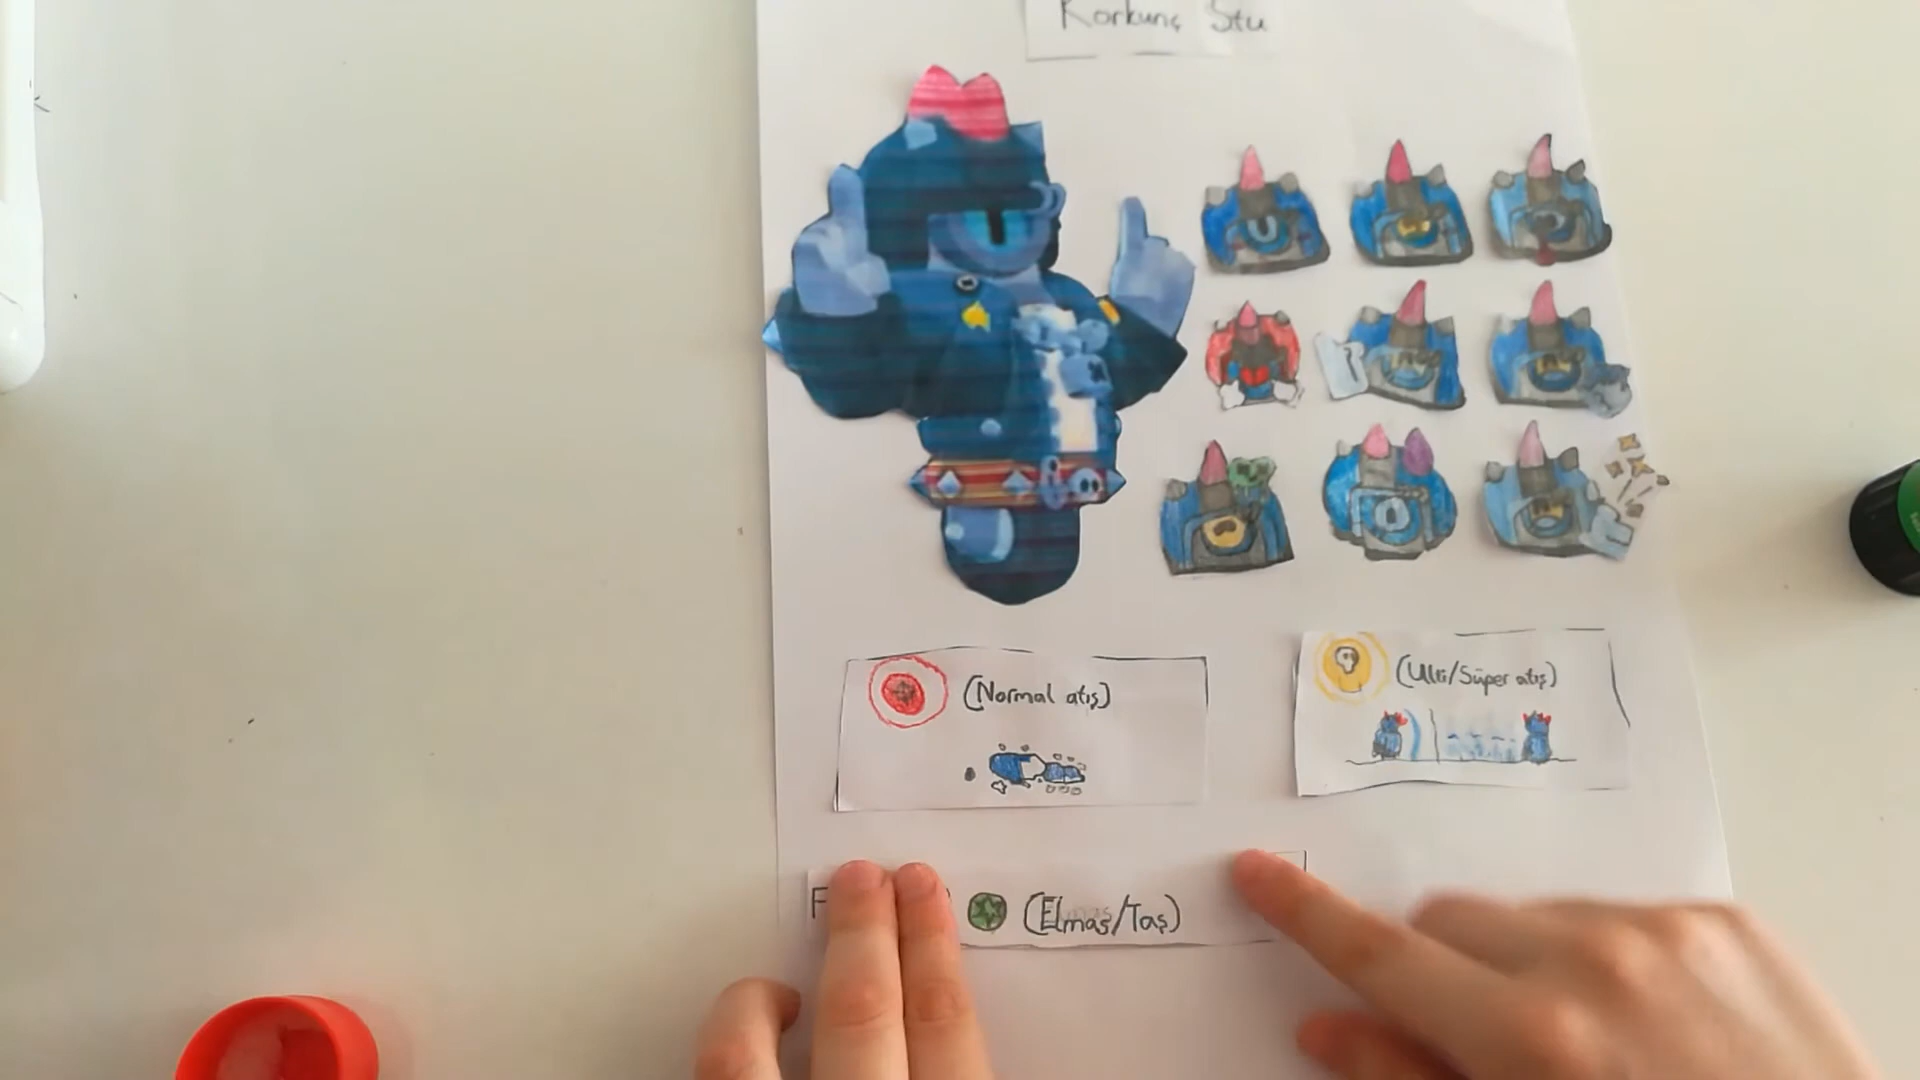 Korkunç Stu
(Normal atış)
(Ulti/Süper atış)
(Elmas/Taş)